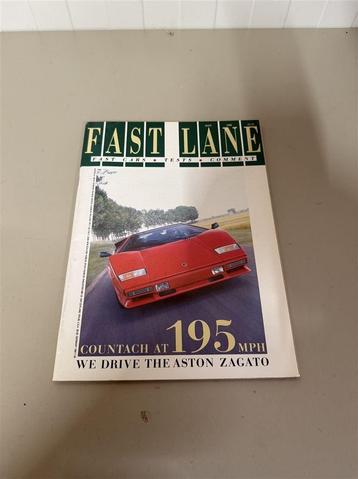 FAST LANE
FAST CARS ★ TESTS ★ COMMENT
COUNTACH AT 195 MPH
WE DRIVE THE ASTON ZAGATO